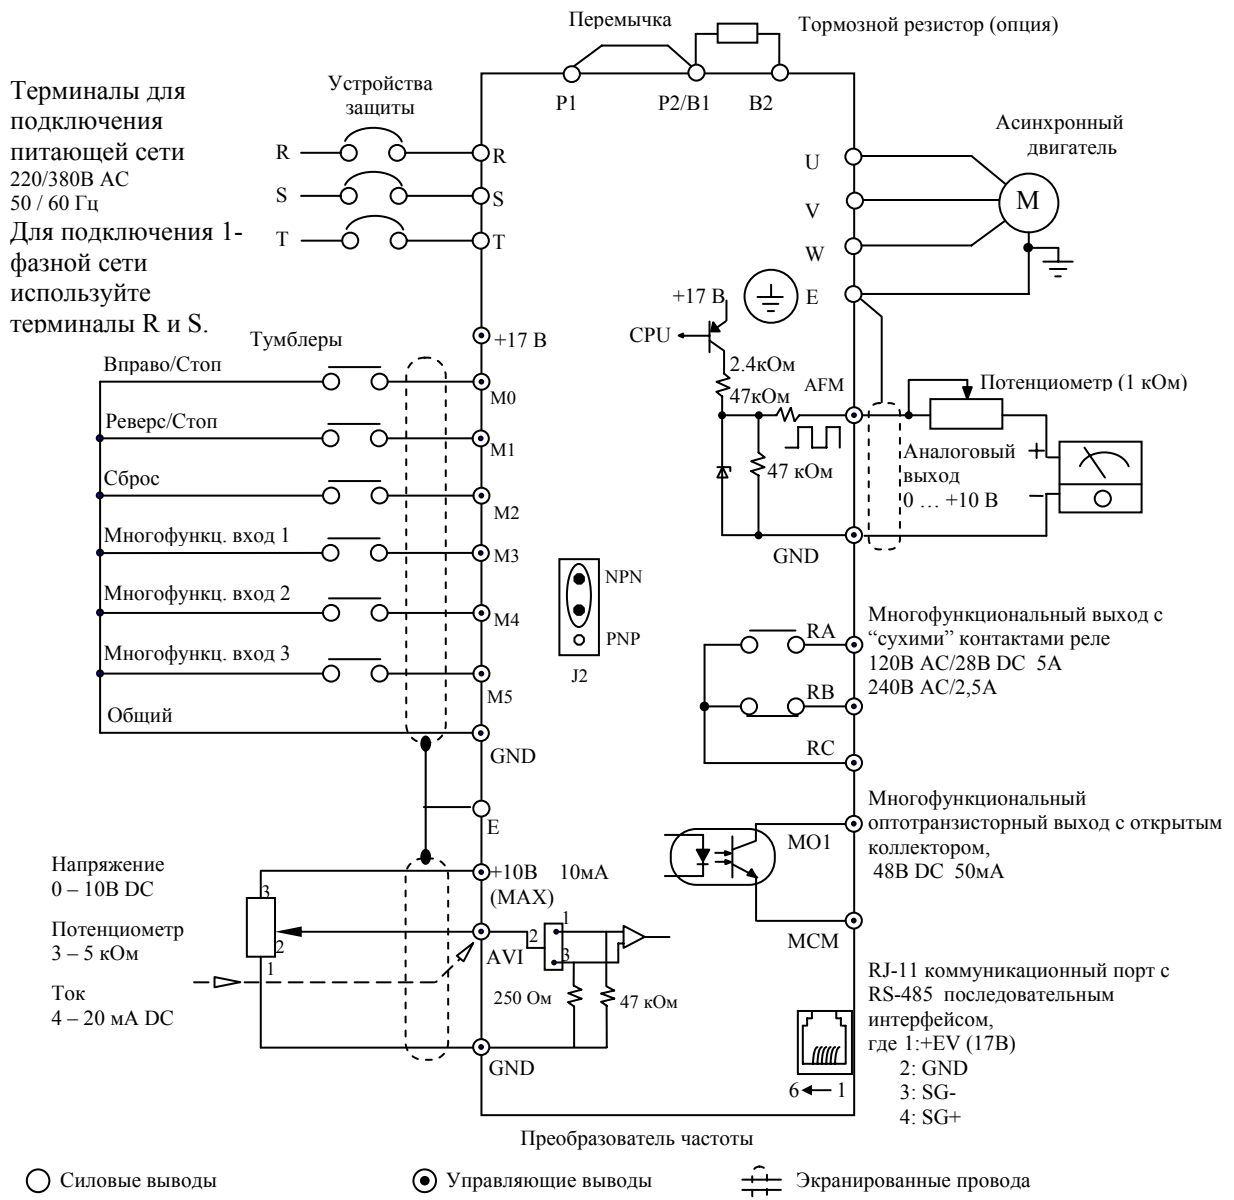 Перемычка
Тормозной резистор (опция)
P1
P2/B1
B2
Терминалы для
подключения
питающей сети
220/380В AC
50 / 60 Гц
Для подключения 1-
фазной сети
используйте
терминалы R и S.
Устройства
защиты
R
R
S
S
T
T
U
V
W
E
Асинхронный
двигатель
M
+17 В
CPU
2.4кОм
47кОм
47 кОм
AFM
GND
Потенциометр (1 кОм)
Аналоговый
выход
0 … +10 В
+
–
Тумблеры
+17 В
Вправо/Стоп
M0
Реверс/Стоп
M1
Сброс
M2
Многофункц. вход 1
M3
Многофункц. вход 2
M4
Многофункц. вход 3
M5
Общий
GND
E
NPN
PNP
J2
RA
RB
RC
Многофункциональный выход с
“сухими” контактами реле
120В AC/28В DC 5А
240В AC/2,5А
MO1
MCM
Многофункциональный
оптотранзисторный выход с открытым
коллектором,
48В DC 50мА
Напряжение
0 – 10В DC
Потенциометр
3 – 5 кОм
Ток
4 – 20 мА DC
3
2
1
+10В 10мА
(MAX)
AVI
2
1
3
250 Ом
47 кОм
GND
RJ-11 коммуникационный порт с
RS-485 последовательным
интерфейсом,
где 1:+EV (17В)
2: GND
3: SG-
4: SG+
6
1
Преобразователь частоты
Силовые выводы
Управляющие выводы
Экранированные провода